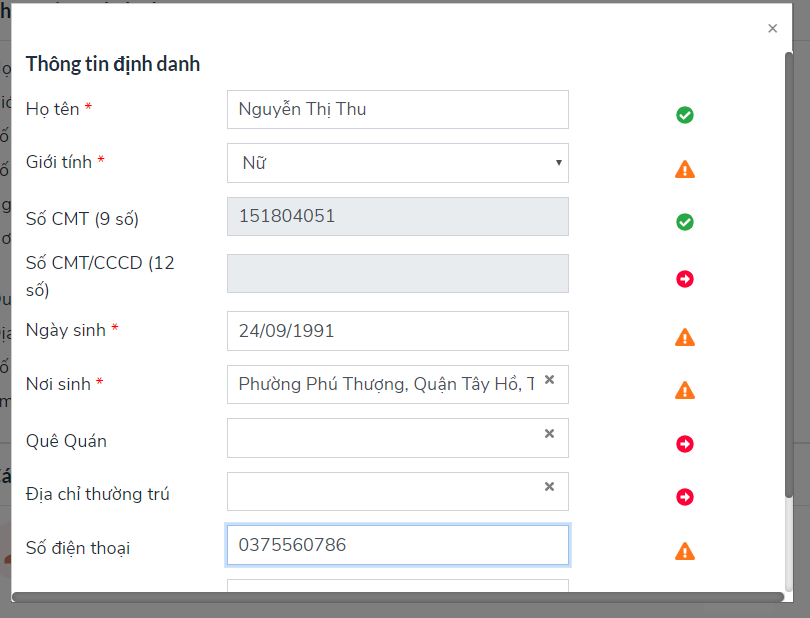 ×
Thông tin định danh
Họ tên * Nguyễn Thị Thu
Giới tính * Nữ
Số CMT (9 số) 151804051
Số CMT/CCCD (12
số)
Ngày sinh * 24/09/1991
Nơi sinh * Phường Phú Thượng, Quận Tây Hồ, T ×
Quê Quán ×
Địa chỉ thường trú ×
Số điện thoại 0375560786